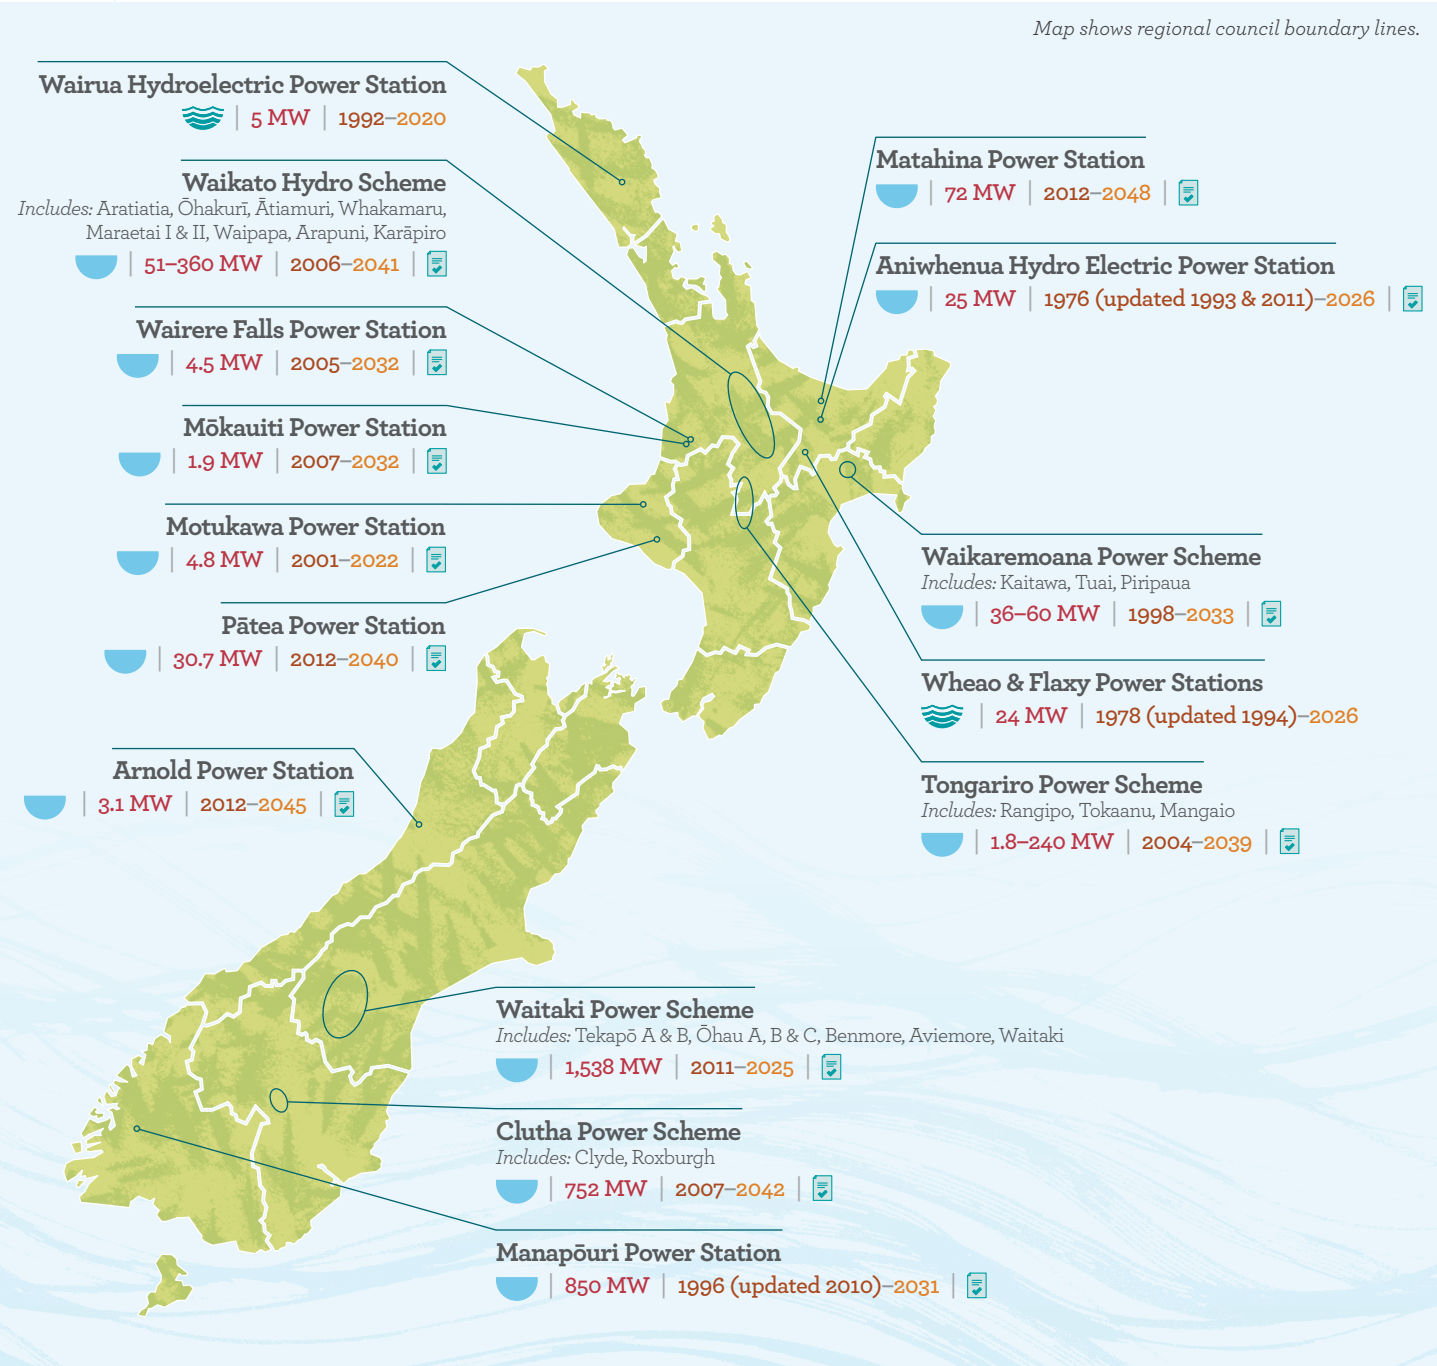 Map shows regional council boundary lines.
Wairua Hydroelectric Power Station
5 MW | 1992–2020
Waikato Hydro Scheme
Includes: Aratiatia, Ōhakurī, Ātiamuri, Whakamaru,
Maraetai I & II, Waipapa, Arapuni, Karāpiro
51–360 MW | 2006–2041
Wairere Falls Power Station
4.5 MW | 2005–2032
Mōkauiti Power Station
1.9 MW | 2007–2032
Motukawa Power Station
4.8 MW | 2001–2022
Pātea Power Station
30.7 MW | 2012–2040
Arnold Power Station
3.1 MW | 2012–2045
Matahina Power Station
72 MW | 2012–2048
Aniwhenua Hydro Electric Power Station
25 MW | 1976 (updated 1993 & 2011)–2026
Waikaremoana Power Scheme
Includes: Kaitawa, Tuai, Piripaua
36–60 MW | 1998–2033
Wheao & Flaxy Power Stations
24 MW | 1978 (updated 1994)–2026
Tongariro Power Scheme
Includes: Rangipo, Tokaanu, Mangaio
1.8–240 MW | 2004–2039
Waitaki Power Scheme
Includes: Tekapō A & B, Ōhau A, B & C, Benmore, Aviemore, Waitaki
1,538 MW | 2011–2025
Clutha Power Scheme
Includes: Clyde, Roxburgh
752 MW | 2007–2042
Manapōuri Power Station
850 MW | 1996 (updated 2010)–2031